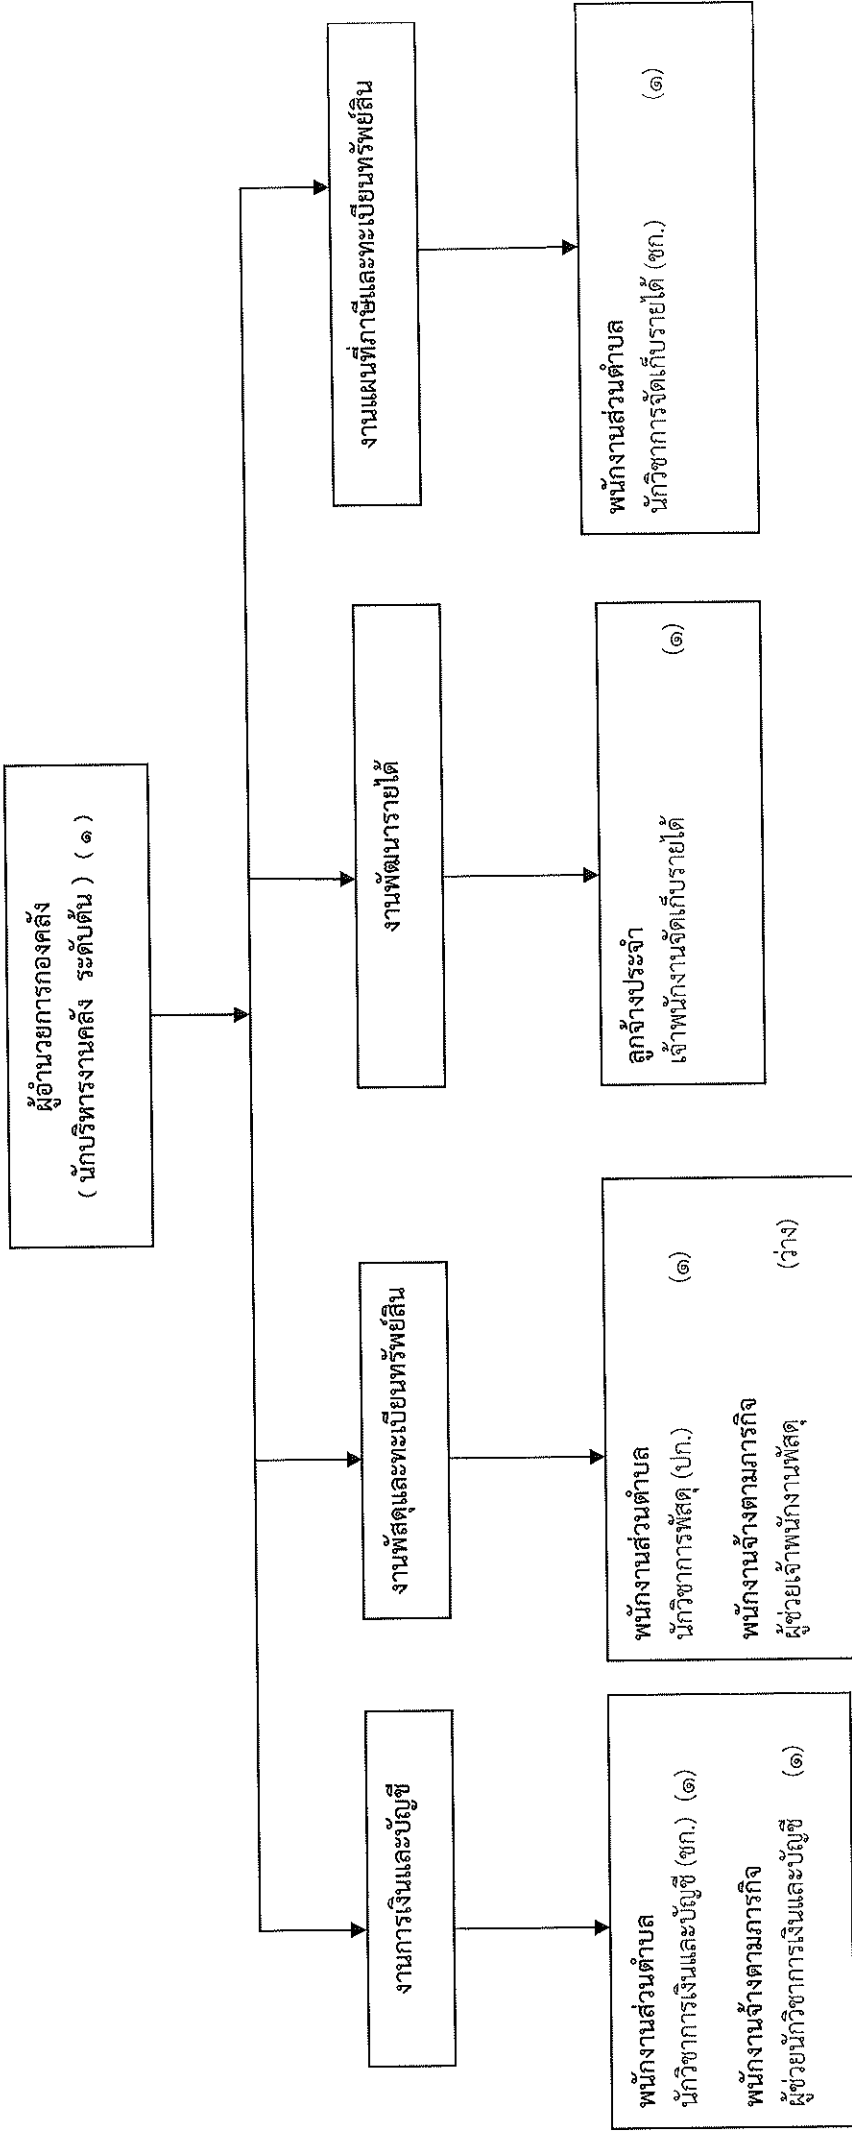 ผู้อำนวยการกองคลัง
( นักบริหารงานคลัง ระดับต้น ) ( ๑ )
งานการเงินและบัญชี
งานพัสดุและทะเบียนทรัพย์สิน
งานพัฒนารายได้
งานแผนที่ภาษีและทะเบียนทรัพย์สิน
พนักงานส่วนตำบล
นักวิชาการเงินและบัญชี (ชก.) (๑)
พนักงานจ้างตามภารกิจ
ผู้ช่วยนักวิชาการเงินและบัญชี (๑)
พนักงานส่วนตำบล
นักวิชาการพัสดุ (ปก.) (๑)
พนักงานจ้างตามภารกิจ
ผู้ช่วยเจ้าพนักงานพัสดุ (ว่าง)
ลูกจ้างประจำ
เจ้าพนักงานจัดเก็บรายได้ (๑)
พนักงานส่วนตำบล
นักวิชาการจัดเก็บรายได้ (ชก.) (๑)